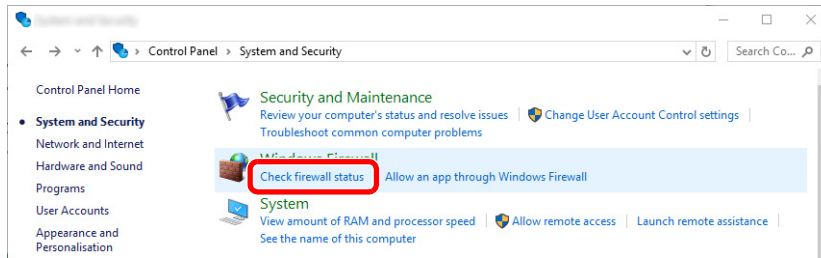 Control Panel > System and Security
Search Co...
Control Panel Home
System and Security
Network and Internet
Hardware and Sound
Programs
User Accounts
Appearance and
Personalisation
Security and Maintenance
Review your computer's status and resolve issues
Change User Account Control settings
Troubleshoot common computer problems
Windows Firewall
Check firewall status
Allow an app through Windows Firewall
System
View amount of RAM and processor speed
Allow remote access
Launch remote assistance
See the name of this computer